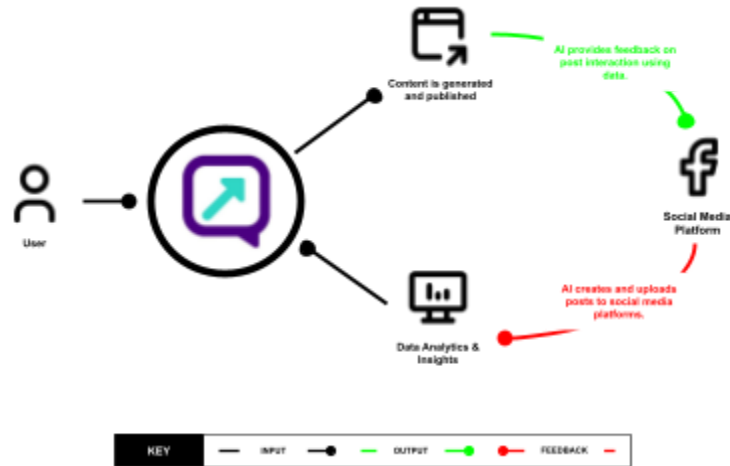 Content is generated
and published
AI provides feedback on
post interaction using
data.
User
Social Media
Platform
AI creates and uploads
posts to social media
platforms.
Data Analytics &
Insights
KEY
INPUT
OUTPUT
FEEDBACK